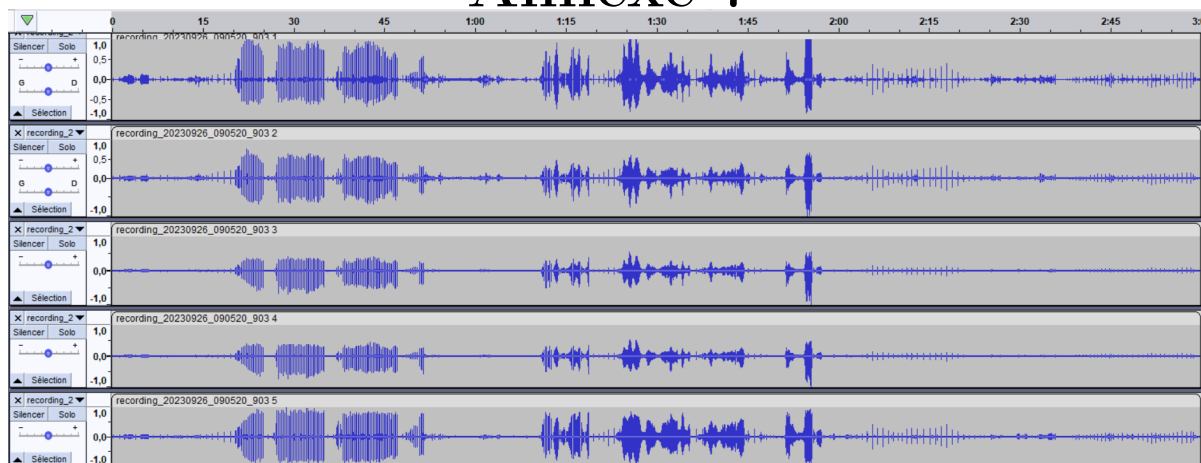 0 15 30 45 1:00 1:15 1:30 1:45 2:00 2:15 2:30 2:45
recording_20230926_090520_903 1
Silencer Solo 1,0
- + 0,5
G D 0,0
-0,5
Sélection -1,0
X recording_2 recording_20230926_090520_903 2
Silencer Solo 1,0
- + 0,5
G D 0,0
Sélection -1,0
X recording_2 recording_20230926_090520_903 3
Silencer Solo 1,0
- + 0,0
Sélection -1,0
X recording_2 recording_20230926_090520_903 4
Silencer Solo 1,0
- + 0,0
Sélection -1,0
X recording_2 recording_20230926_090520_903 5
Silencer Solo 1,0
- + 0,0
Sélection -1,0